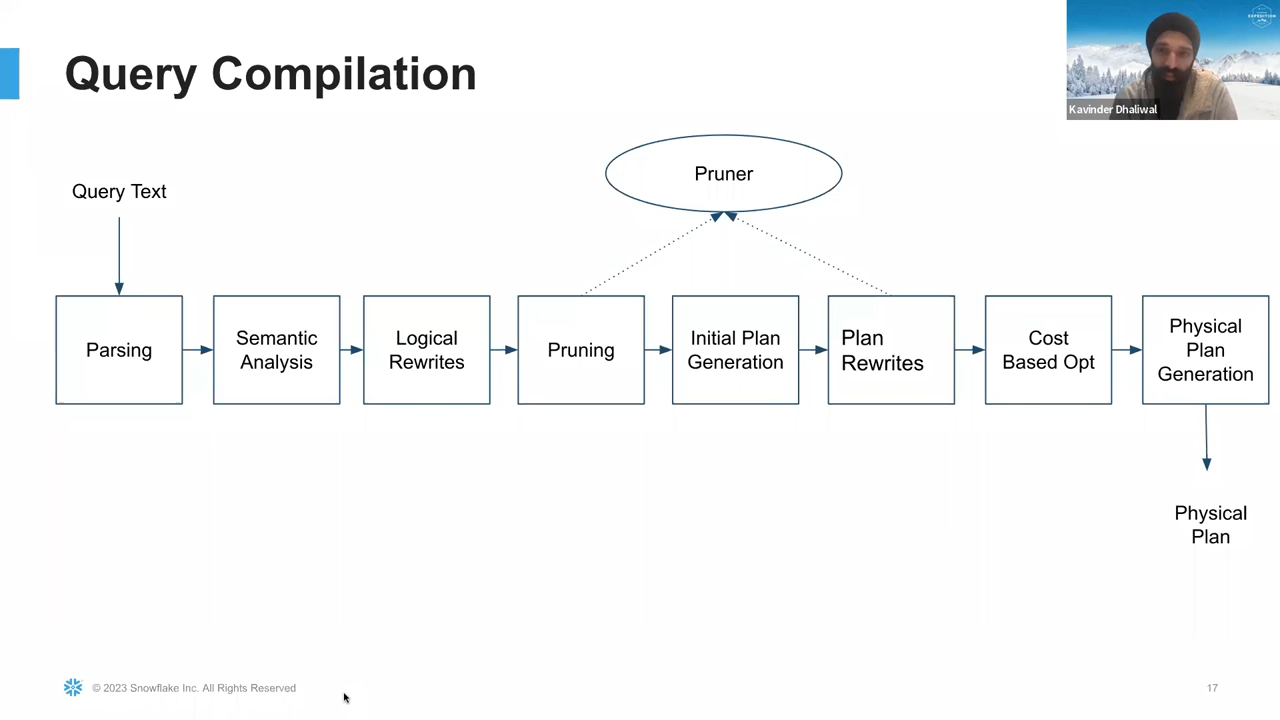 Query Compilation
EXPEDITION
Kavinder Dhaliwal
Pruner
Query Text
Parsing
Semantic
Analysis
Logical
Rewrites
Pruning
Initial Plan
Generation
Plan
Rewrites
Cost
Based Opt
Physical
Plan
Generation
Physical
Plan
© 2023 Snowflake Inc. All Rights Reserved
17